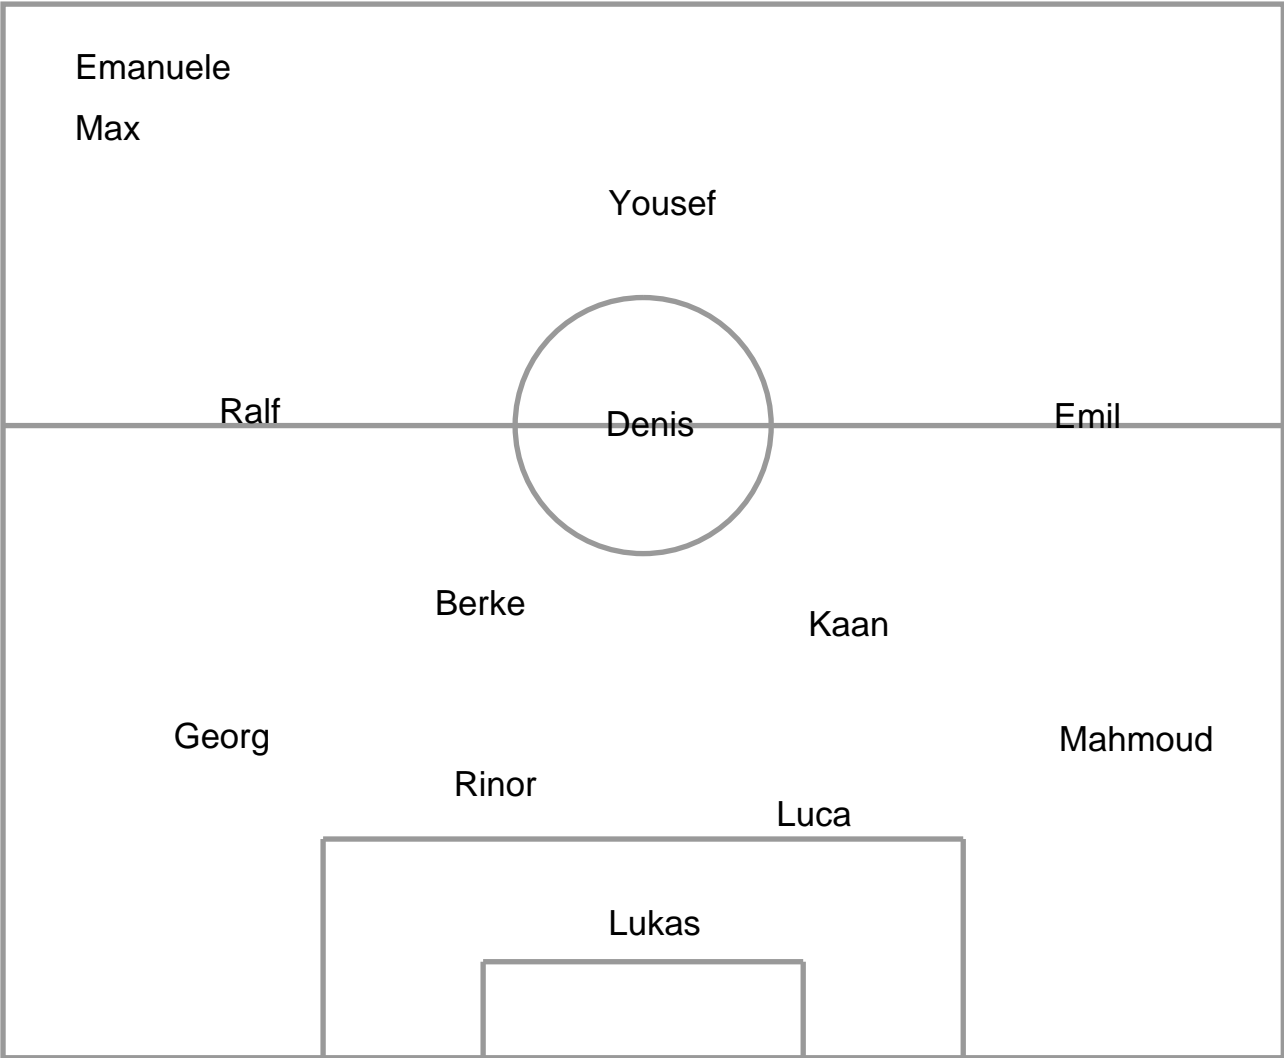 Emanuele
Max
Yousef
Ralf
Denis
Emil
Berke
Kaan
Georg
Mahmoud
Rinor
Luca
Lukas